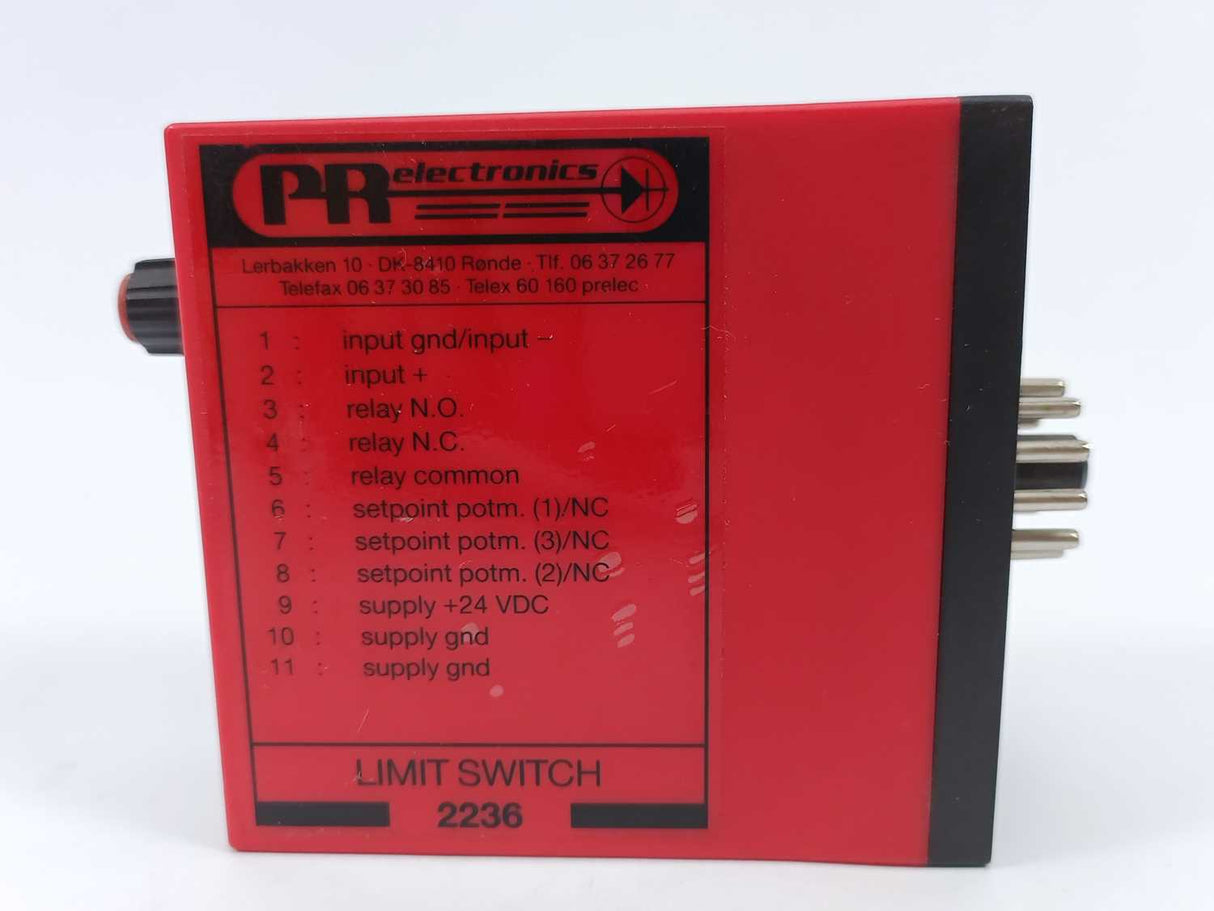 PR electronics
Lerbakken 10 · DK-8410 Rønde · Tlf. 06 37 26 77
Telefax 06 37 30 85 · Telex 60 160 prelec
1 : input gnd/input –
2 : input +
3 : relay N.O.
4 : relay N.C.
5 : relay common
6 : setpoint potm. (1)/NC
7 : setpoint potm. (3)/NC
8 : setpoint potm. (2)/NC
9 : supply +24 VDC
10 : supply gnd
11 : supply gnd
LIMIT SWITCH
2236